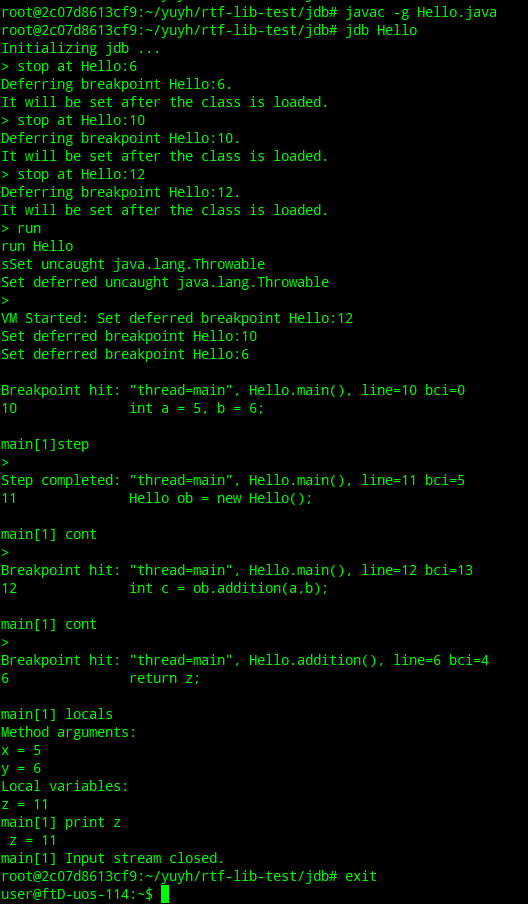 root@2c07d8613cf9:~/yuyh/rtf-lib-test/jdb# javac -g Hello.java
root@2c07d8613cf9:~/yuyh/rtf-lib-test/jdb# jdb Hello
Initializing jdb ...
> stop at Hello:6
Deferring breakpoint Hello:6.
It will be set after the class is loaded.
> stop at Hello:10
Deferring breakpoint Hello:10.
It will be set after the class is loaded.
> stop at Hello:12
Deferring breakpoint Hello:12.
It will be set after the class is loaded.
> run
run Hello
sSet uncaught java.lang.Throwable
Set deferred uncaught java.lang.Throwable
>
VM Started: Set deferred breakpoint Hello:12
Set deferred breakpoint Hello:10
Set deferred breakpoint Hello:6

Breakpoint hit: "thread=main", Hello.main(), line=10 bci=0
10              int a = 5, b = 6;

main[1]step
>
Step completed: "thread=main", Hello.main(), line=11 bci=5
11              Hello ob = new Hello();

main[1] cont
>
Breakpoint hit: "thread=main", Hello.main(), line=12 bci=13
12              int c = ob.addition(a,b);

main[1] cont
>
Breakpoint hit: "thread=main", Hello.addition(), line=6 bci=4
6               return z;

main[1] locals
Method arguments:
x = 5
y = 6
Local variables:
z = 11
main[1] print z
 z = 11
main[1] Input stream closed.
root@2c07d8613cf9:~/yuyh/rtf-lib-test/jdb# exit
user@ftD-uos-114:~$